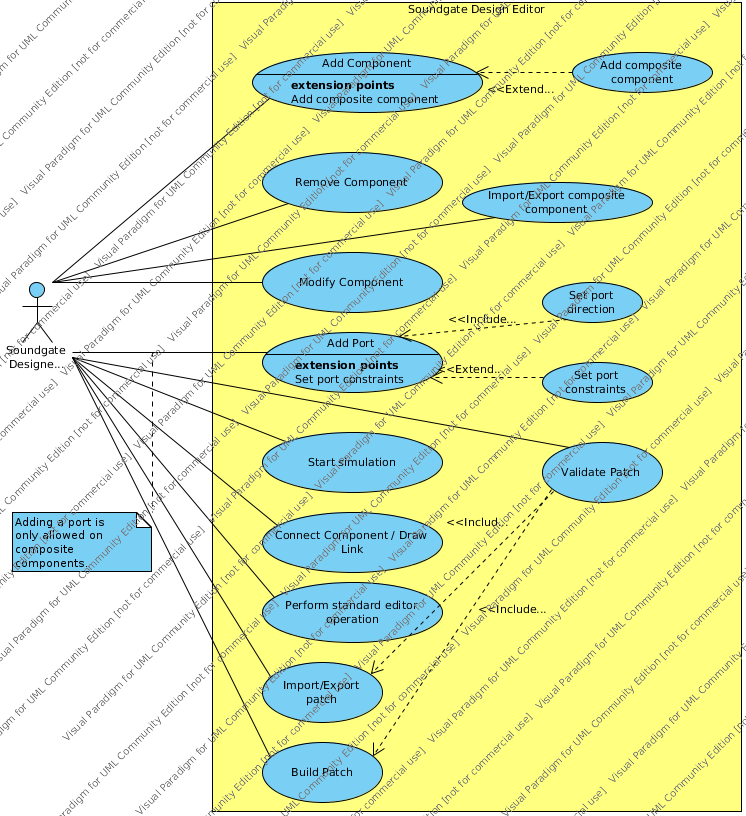 Soundgate Design Editor
Add Component
extension points
Add composite component
Add composite
component
<<Extend...
Remove Component
Import/Export composite
component
Modify Component
Set port
direction
<<Include...
Soundgate
Designe...
Add Port
extension points
Set port constraints
<<Extend...
Set port
constraints
Start simulation
Validate Patch
Adding a port is
only allowed on
composite
components.
Connect Component / Draw
Link
<<Includ...
Perform standard editor
operation
<<Include...
Import/Export
patch
Build Patch
Visual Paradigm for UML Community Edition [not for commercial use]